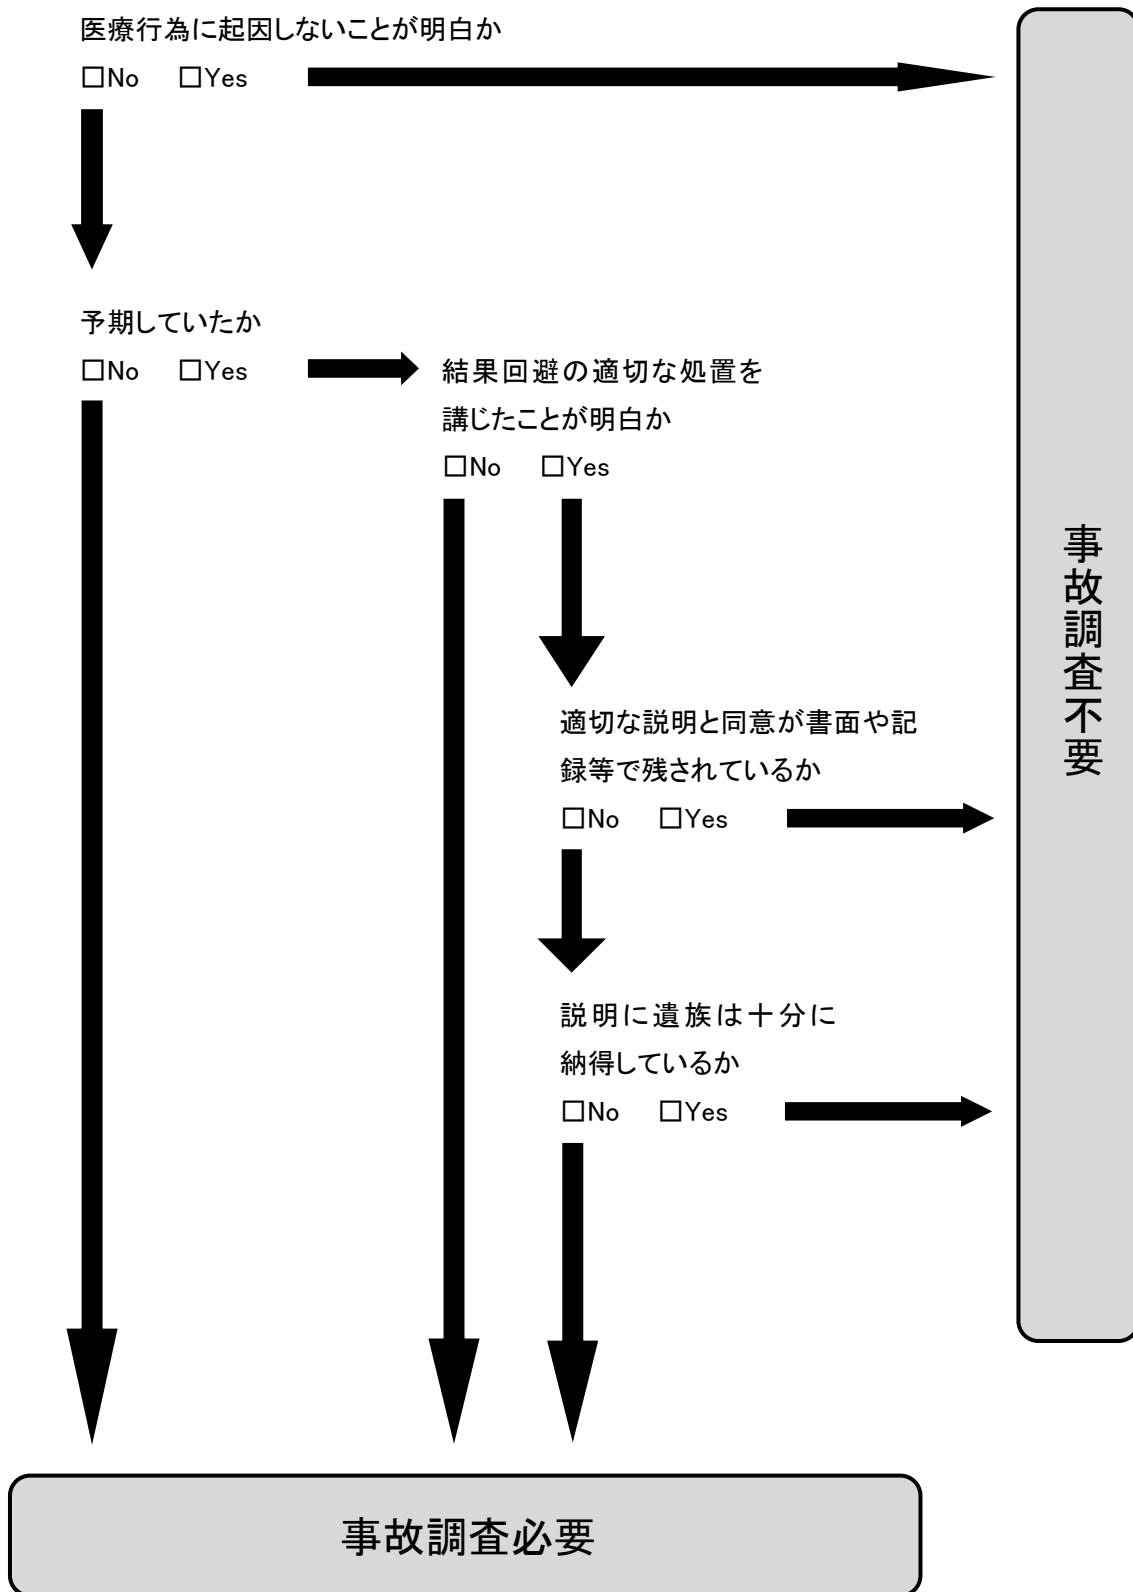 医療行為に起因しないことが明白か
□No □Yes
予期していたか
□No □Yes
結果回避の適切な処置を
講じたことが明白か
□No □Yes
適切な説明と同意が書面や記
録等で残されているか
□No □Yes
説明に遺族は十分に
納得しているか
□No □Yes
事故調査不要
事故調査必要